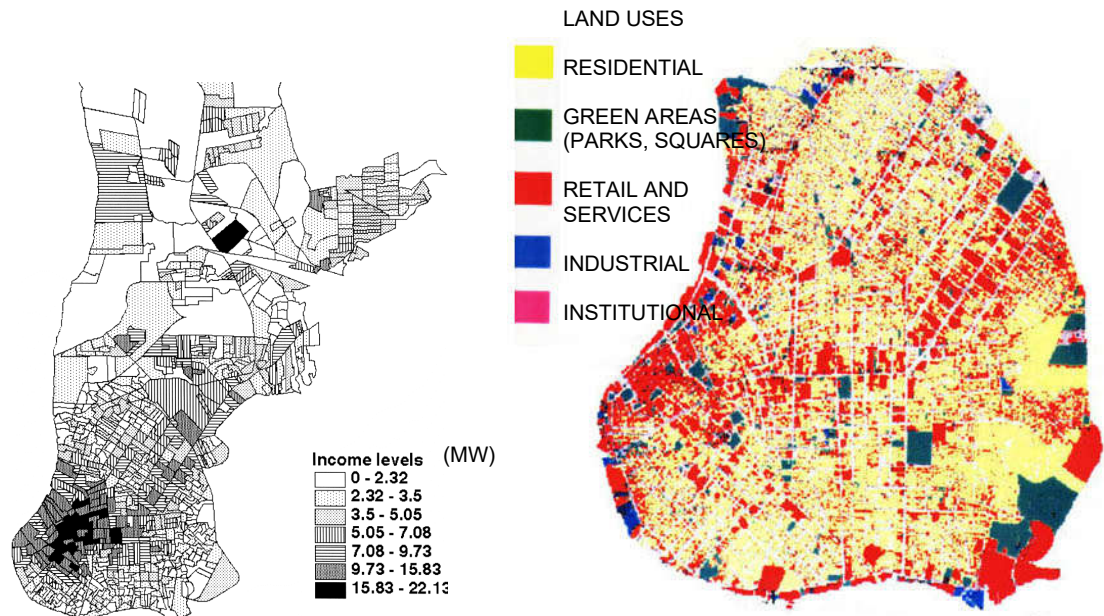 Income levels (MW)
0 - 2.32
2.32 - 3.5
3.5 - 5.05
5.05 - 7.08
7.08 - 9.73
9.73 - 15.83
15.83 - 22.13
LAND USES
RESIDENTIAL
GREEN AREAS
(PARKS, SQUARES)
RETAIL AND
SERVICES
INDUSTRIAL
INSTITUTIONAL